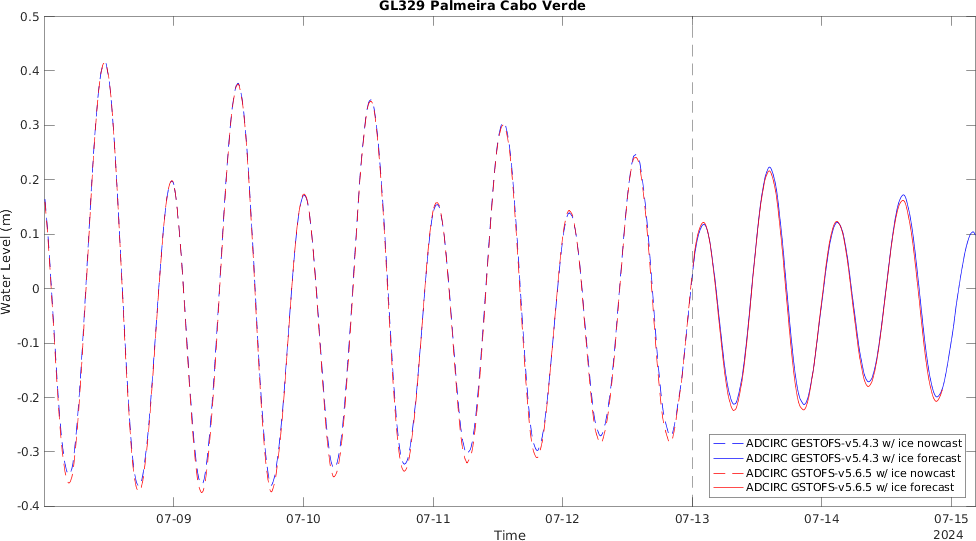 GL329 Palmeira Cabo Verde
0.5
0.4
0.3
0.2
0.1
0
-0.1
-0.2
-0.3
-0.4
Water Level (m)
ADCIRC GESTOFS-v5.4.3 w/ ice nowcast
ADCIRC GESTOFS-v5.4.3 w/ ice forecast
ADCIRC GSTOFS-v5.6.5 w/ ice nowcast
ADCIRC GSTOFS-v5.6.5 w/ ice forecast
07-09 07-10 07-11 07-12 07-13 07-14 07-15
2024
Time